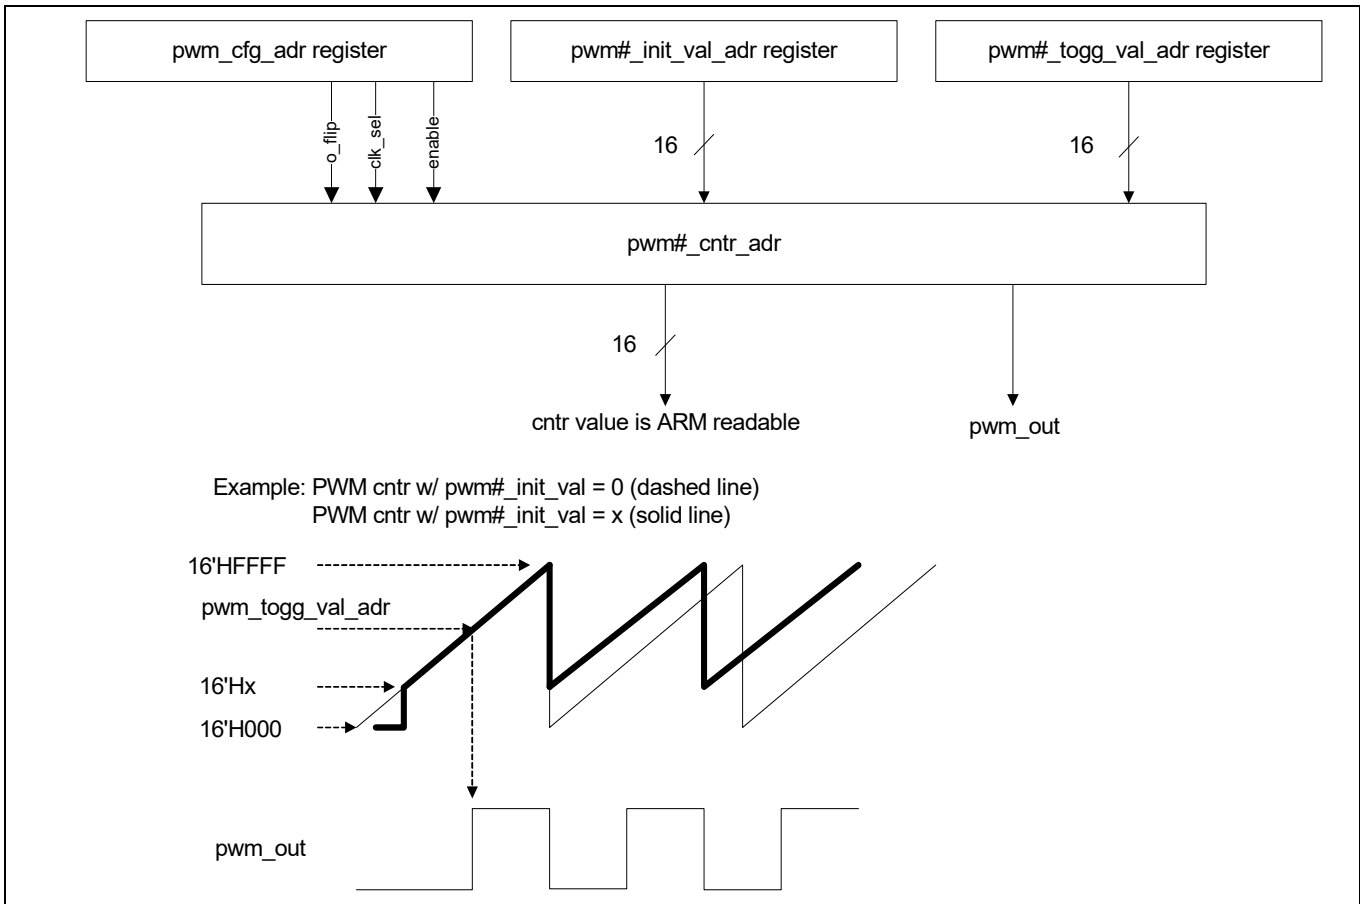 pwm_cfg_adr register
pwm#_init_val_adr register
pwm#_togg_val_adr register
o_flip
clk_sel
enable
16
16
pwm#_cntr_adr
16
cntr value is ARM readable
pwm_out
Example: PWM cntr w/ pwm#_init_val = 0 (dashed line)
PWM cntr w/ pwm#_init_val = x (solid line)
16'HFFFF
pwm_togg_val_adr
16'Hx
16'H000
pwm_out